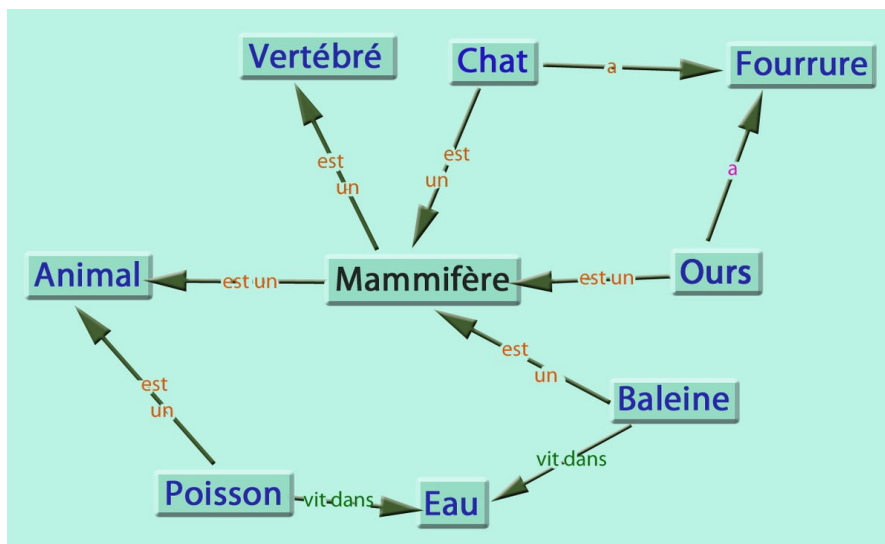 Vertébré
Chat
a
Fourrure
est
un
est
un
a
Animal
est un
Mammifère
est un
Ours
est
un
est
un
Baleine
vit dans
Poisson
vit dans
Eau